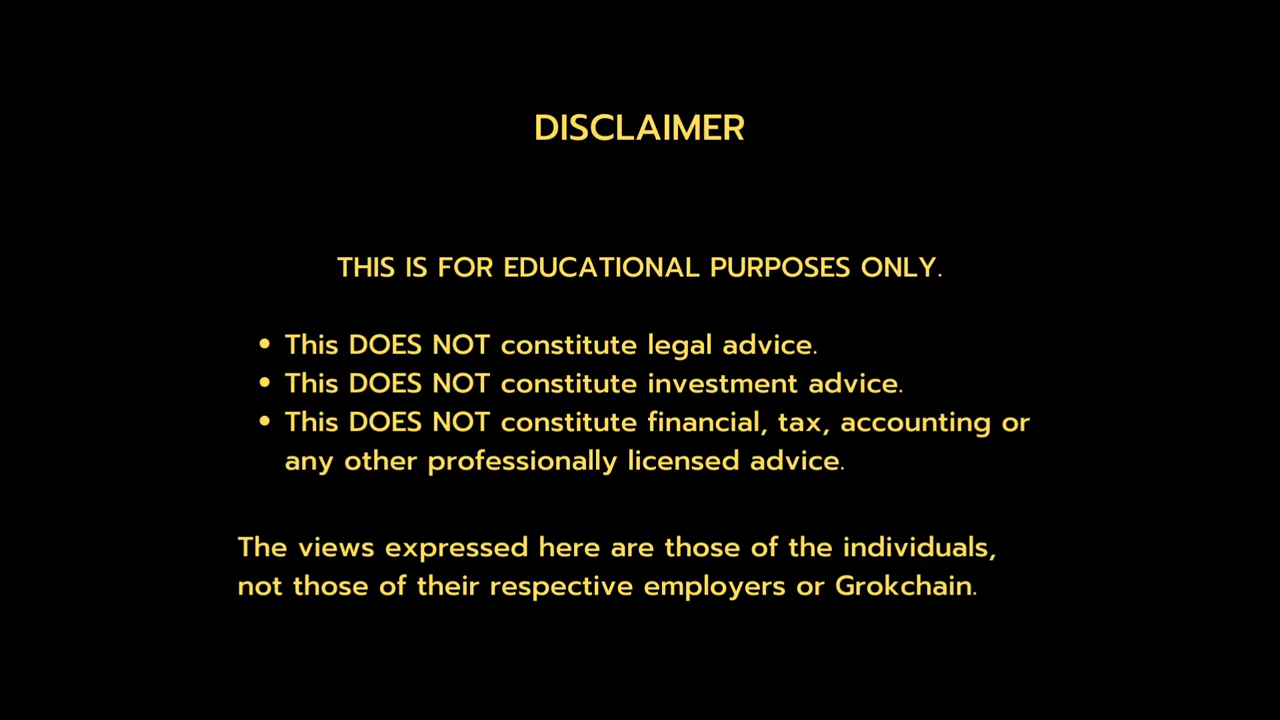 DISCLAIMER
THIS IS FOR EDUCATIONAL PURPOSES ONLY.
• This DOES NOT constitute legal advice.
• This DOES NOT constitute investment advice.
• This DOES NOT constitute financial, tax, accounting or
any other professionally licensed advice.
The views expressed here are those of the individuals,
not those of their respective employers or Grokchain.